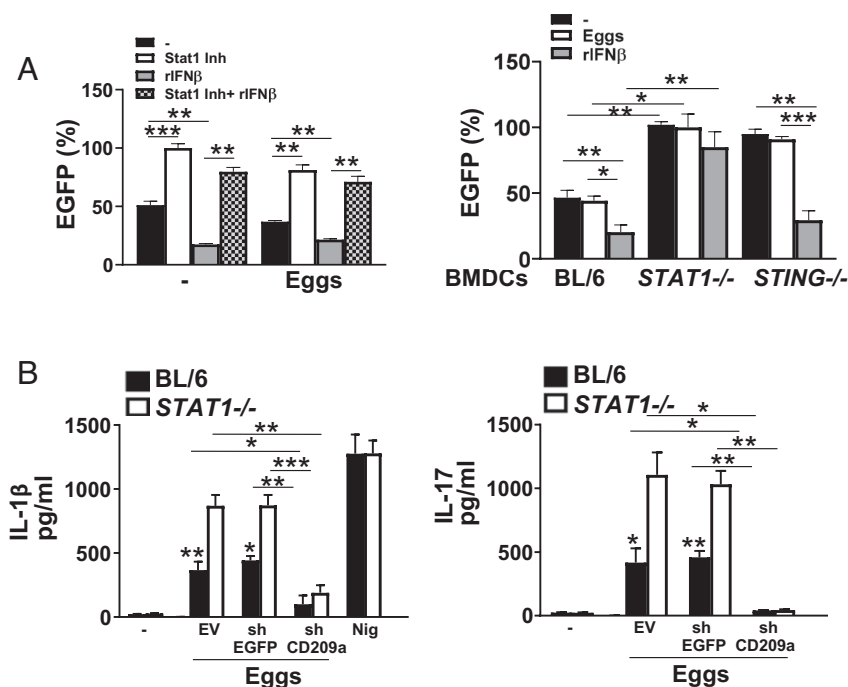 A
-
Stat1 Inh
rIFNβ
Stat1 Inh+ rIFNβ
EGFP (%)
150
100
50
0
**
***
**
**
**
**
-
Eggs
-
Eggs
rIFNβ
EGFP (%)
150
100
50
0
**
*
**
**
*
**
***
BMDCs BL/6 STAT1-/- STING-/-
B
BL/6
STAT1-/-
IL-1β
pg/ml
1500
1000
500
0
**
*
***
**
**
*
- EV sh sh Nig
EGFP CD209a
Eggs
BL/6
STAT1-/-
IL-17
pg/ml
1500
1000
500
0
*
*
**
**
*
**
- EV sh sh
EGFP CD209a
Eggs